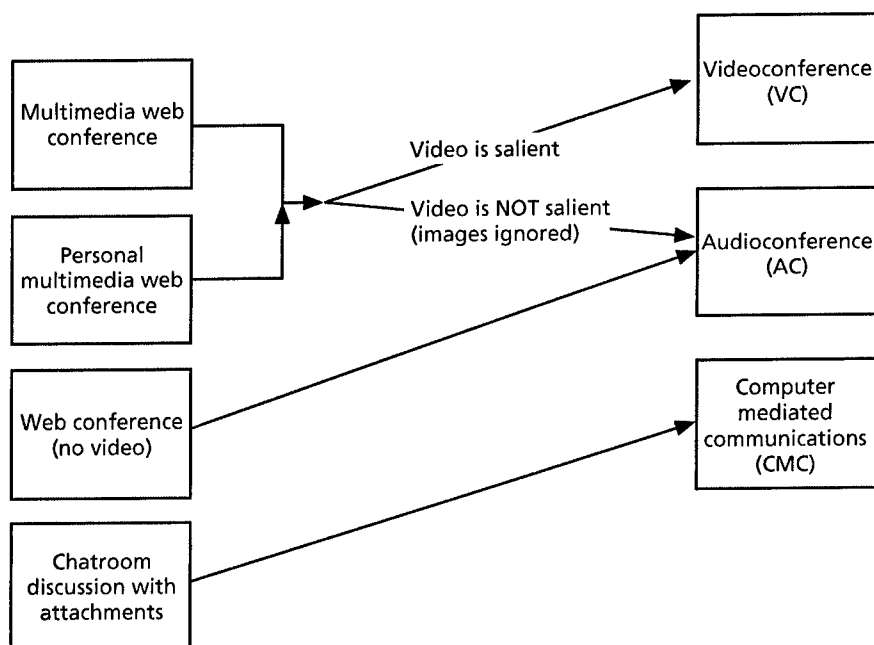 Multimedia web
conference
Personal
multimedia web
conference
Web conference
(no video)
Chatroom
discussion with
attachments
Video is salient
Video is NOT salient
(images ignored)
Videoconference
(VC)
Audioconference
(AC)
Computer
mediated
communications
(CMC)